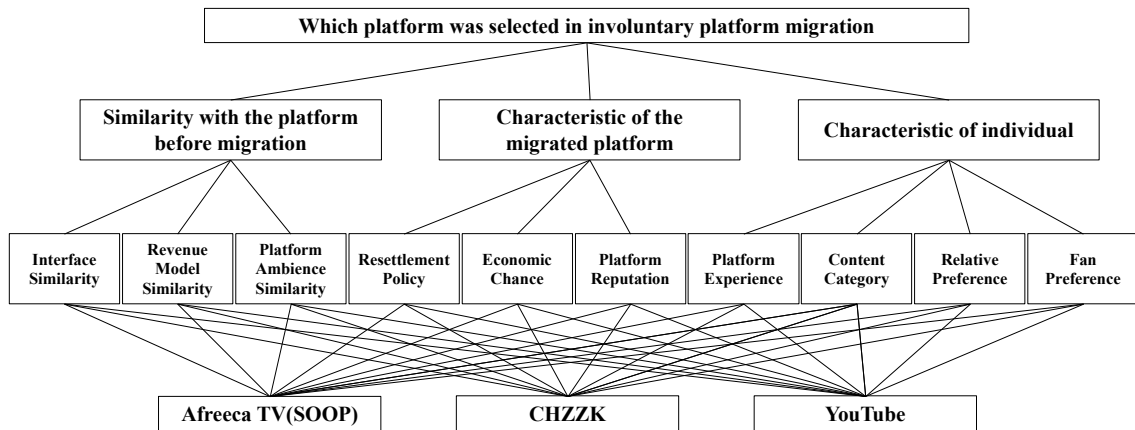 Which platform was selected in involuntary platform migration
Similarity with the platform
before migration
Characteristic of the
migrated platform
Characteristic of individual
Interface
Similarity
Revenue
Model
Similarity
Platform
Ambience
Similarity
Resettlement
Policy
Economic
Chance
Platform
Reputation
Platform
Experience
Content
Category
Relative
Preference
Fan
Preference
Afreeca TV(SOOP)
CHZZK
YouTube